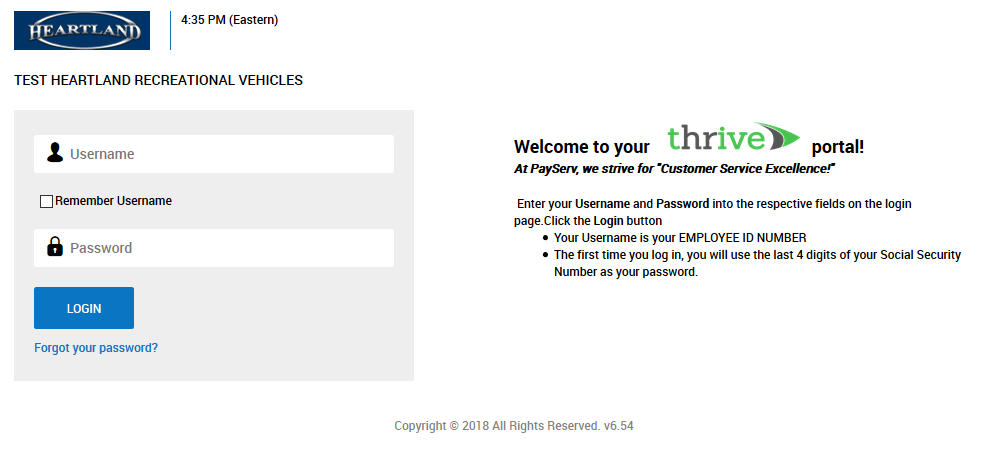 HEARTLAND
4:35 PM (Eastern)
TEST HEARTLAND RECREATIONAL VEHICLES
Username
Remember Username
Password
LOGIN
Forgot your password?
Welcome to your thrive portal!
At PayServ, we strive for "Customer Service Excellence!"
Enter your Username and Password into the respective fields on the login
page.Click the Login button
• Your Username is your EMPLOYEE ID NUMBER
• The first time you log in, you will use the last 4 digits of your Social Security
Number as your password.
Copyright © 2018 All Rights Reserved. v6.54